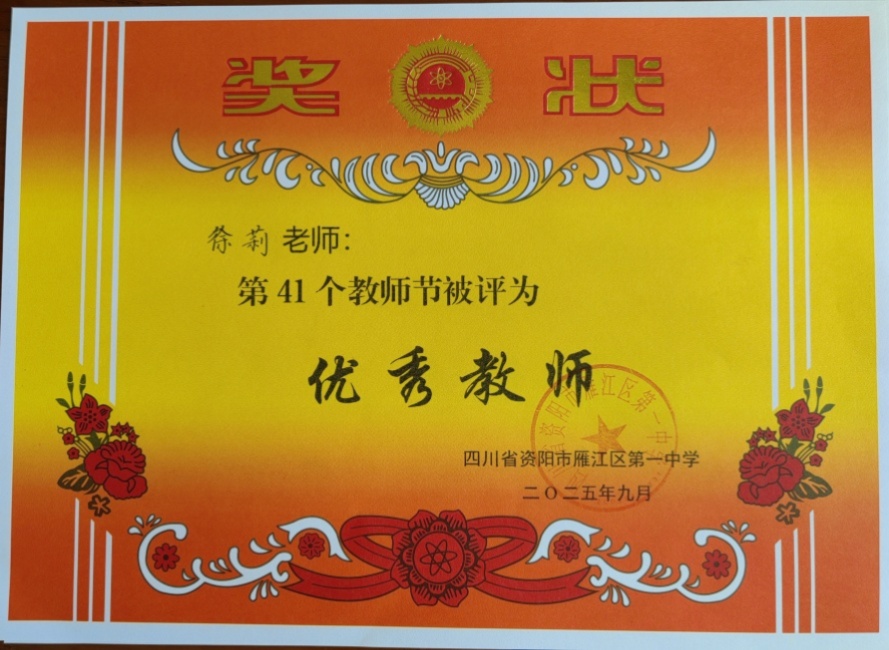 奖状
徐莉 老师：
第 41 个教师节被评为
优秀教师
四川省资阳市雁江区第一中学
二〇二五年九月